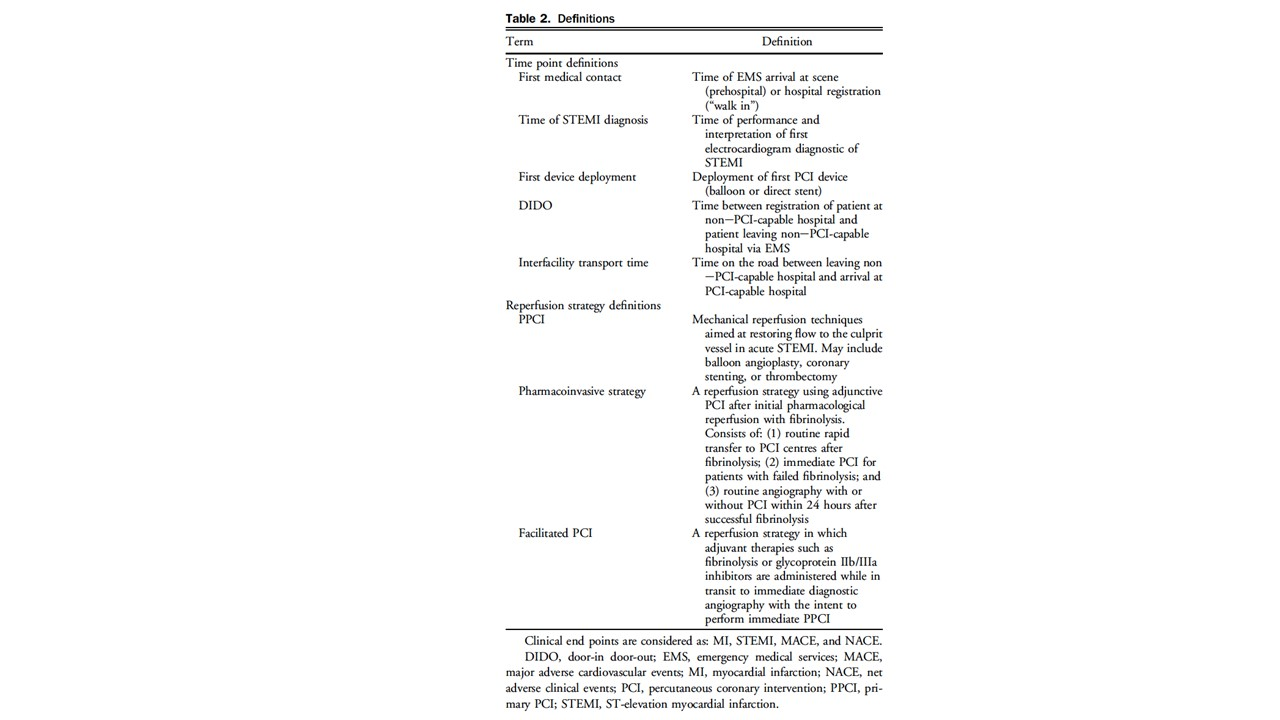 Table 2. Definitions
Term Definition
Time point definitions
First medical contact Time of EMS arrival at scene
(prehospital) or hospital registration
(“walk in”)
Time of STEMI diagnosis Time of performance and
interpretation of first
electrocardiogram diagnostic of
STEMI
First device deployment Deployment of first PCI device
(balloon or direct stent)
DIDO Time between registration of patient at
non−PCI-capable hospital and
patient leaving non−PCI-capable
hospital via EMS
Interfacility transport time Time on the road between leaving non
−PCI-capable hospital and arrival at
PCI-capable hospital
Reperfusion strategy definitions
PPCI Mechanical reperfusion techniques
aimed at restoring flow to the culprit
vessel in acute STEMI. May include
balloon angioplasty, coronary
stenting, or thrombectomy
Pharmacoinvasive strategy A reperfusion strategy using adjunctive
PCI after initial pharmacological
reperfusion with fibrinolysis.
Consists of: (1) routine rapid
transfer to PCI centres after
fibrinolysis; (2) immediate PCI for
patients with failed fibrinolysis; and
(3) routine angiography with or
without PCI within 24 hours after
successful fibrinolysis
Facilitated PCI A reperfusion strategy in which
adjuvant therapies such as
fibrinolysis or glycoprotein IIb/IIIa
inhibitors are administered while in
transit to immediate diagnostic
angiography with the intent to
perform immediate PPCI
Clinical end points are considered as: MI, STEMI, MACE, and NACE.
DIDO, door-in door-out; EMS, emergency medical services; MACE,
major adverse cardiovascular events; MI, myocardial infarction; NACE, net
adverse clinical events; PCI, percutaneous coronary intervention; PPCI, pri-
mary PCI; STEMI, ST-elevation myocardial infarction.